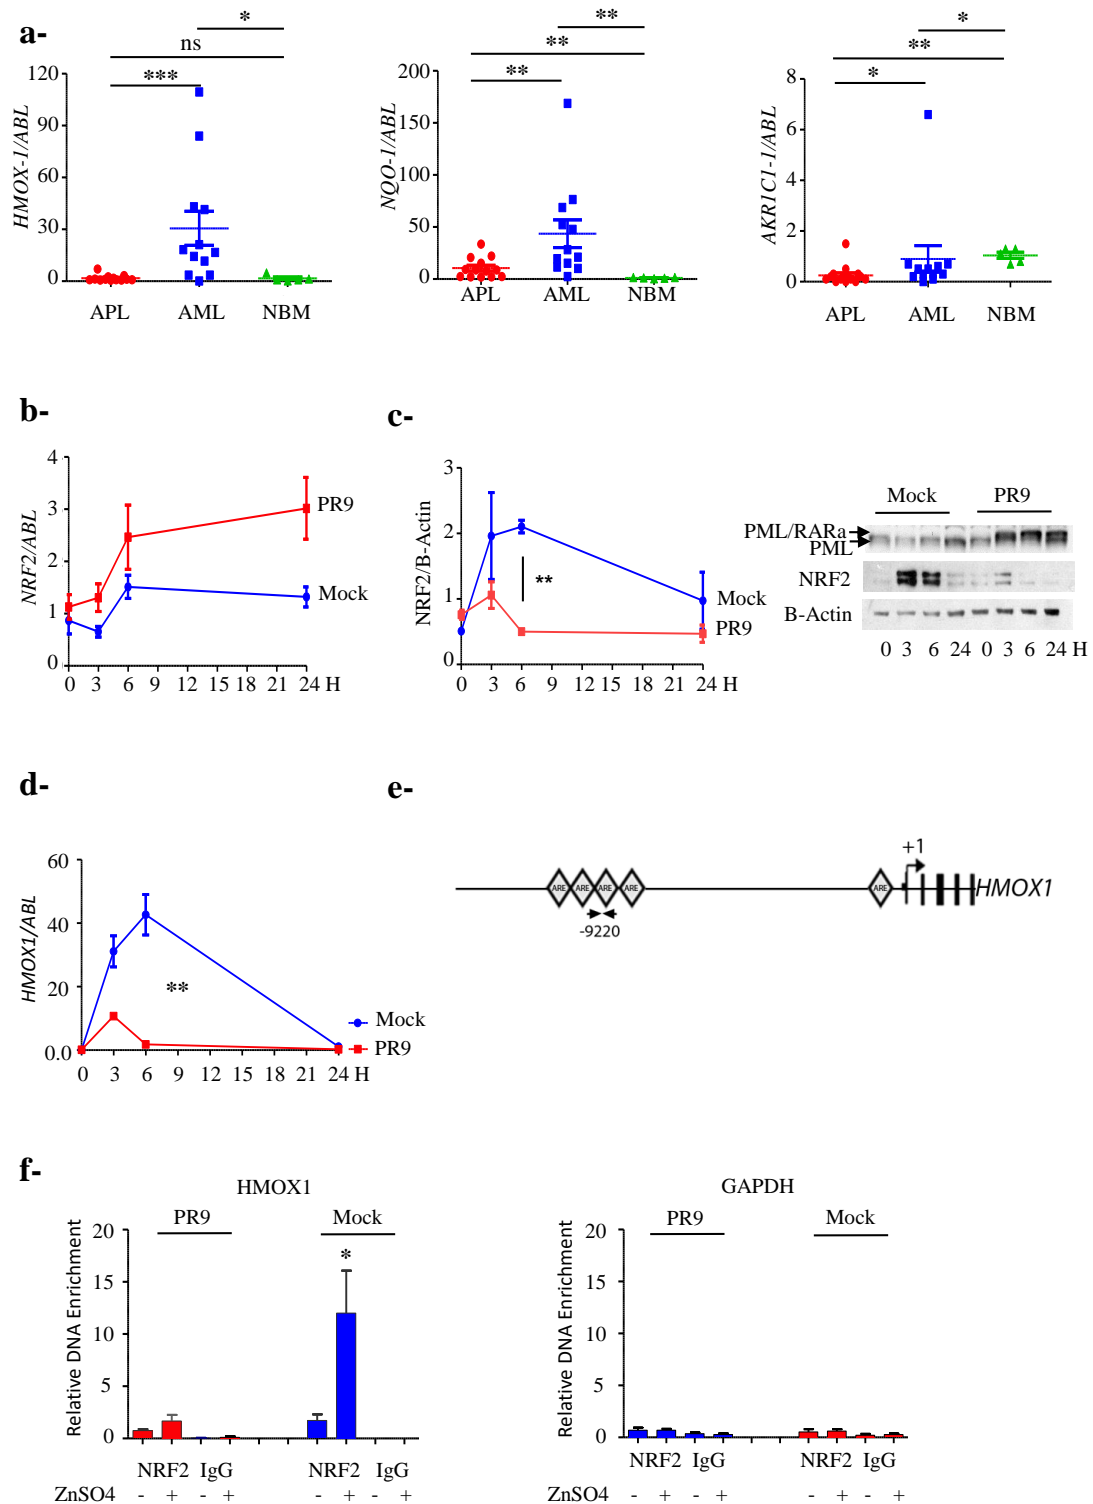 a-
*
ns
***
120
90
60
30
0
HMOX-1/ABL
APL AML NBM
**
**
**
200
150
100
50
0
NQO-1/ABL
APL AML NBM
*
**
*
8
6
4
2
0
AKR1C1-1/ABL
APL AML NBM
b-
4
3
2
1
0
NRF2/ABL
PR9
Mock
0 3 6 9 12 15 18 21 24 H
c-
3
2
1
0
NRF2/B-Actin
**
Mock
PR9
0 3 6 9 12 15 18 21 24 H
Mock PR9
PML/RARa
PML
NRF2
B-Actin
0 3 6 24 0 3 6 24 H
d-
60
40
20
0.0
HMOX1/ABL
**
Mock
PR9
0 3 6 9 12 15 18 21 24 H
e-
+1
ARE ARE ARE ARE ARE
HMOX1
-9220
f-
HMOX1
PR9 Mock
20
15
10
5
0
Relative DNA Enrichment
*
NRF2 IgG NRF2 IgG
ZnSO4 - + - + - + - +
GAPDH
PR9 Mock
20
15
10
5
0
Relative DNA Enrichment
NRF2 IgG NRF2 IgG
ZnSO4 - + - + - + - +